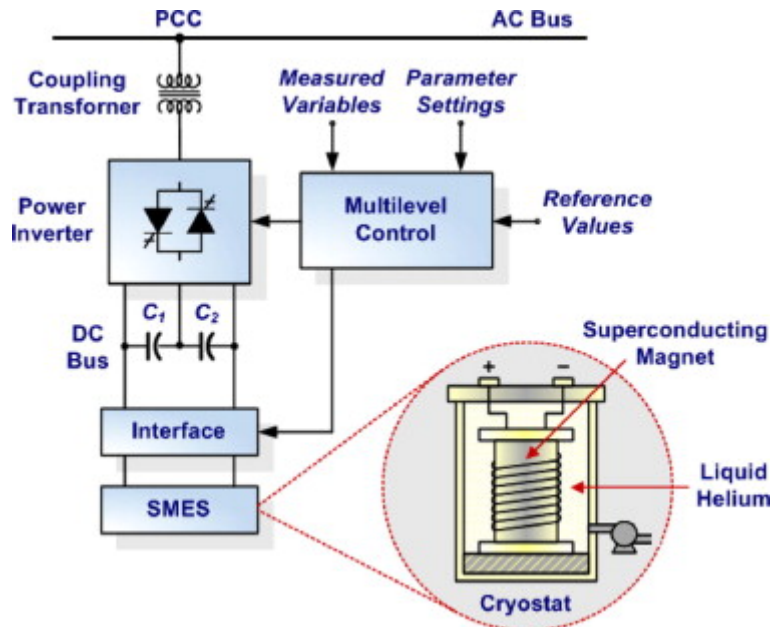 PCC
AC Bus
Coupling
Transforner
Measured
Variables
Parameter
Settings
Power
Inverter
Multilevel
Control
Reference
Values
C1
C2
DC
Bus
Superconducting
Magnet
+
–
Interface
Liquid
Helium
SMES
Cryostat